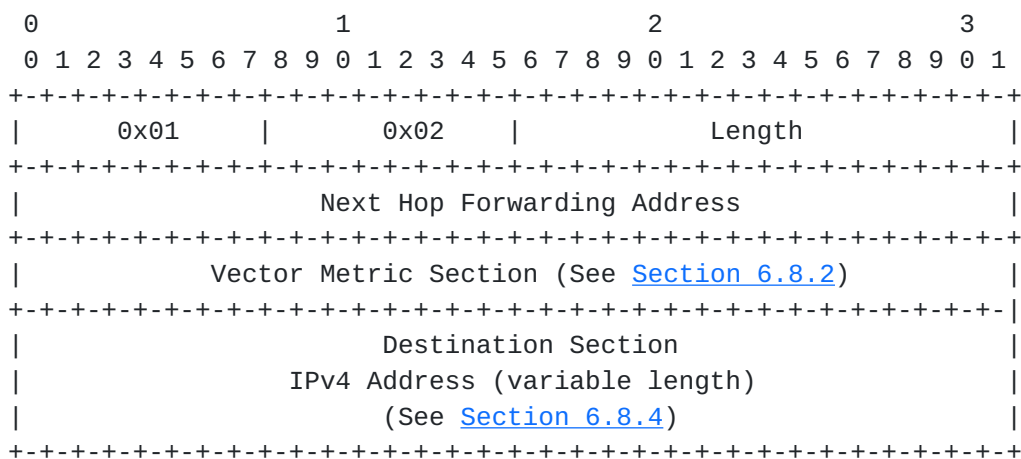 0                   1                   2                   3
 0 1 2 3 4 5 6 7 8 9 0 1 2 3 4 5 6 7 8 9 0 1 2 3 4 5 6 7 8 9 0 1
+-+-+-+-+-+-+-+-+-+-+-+-+-+-+-+-+-+-+-+-+-+-+-+-+-+-+-+-+-+-+-+-+
|      0x01     |       0x02    |            Length             |
+-+-+-+-+-+-+-+-+-+-+-+-+-+-+-+-+-+-+-+-+-+-+-+-+-+-+-+-+-+-+-+-+
|                   Next Hop Forwarding Address                 |
+-+-+-+-+-+-+-+-+-+-+-+-+-+-+-+-+-+-+-+-+-+-+-+-+-+-+-+-+-+-+-+-+
|            Vector Metric Section (See Section 6.8.2)          |
+-+-+-+-+-+-+-+-+-+-+-+-+-+-+-+-+-+-+-+-+-+-+-+-+-+-+-+-+-+-+-+-|
|                       Destination Section                     |
|                 IPv4 Address (variable length)                |
|                       (See Section 6.8.4)                     |
+-+-+-+-+-+-+-+-+-+-+-+-+-+-+-+-+-+-+-+-+-+-+-+-+-+-+-+-+-+-+-+-+